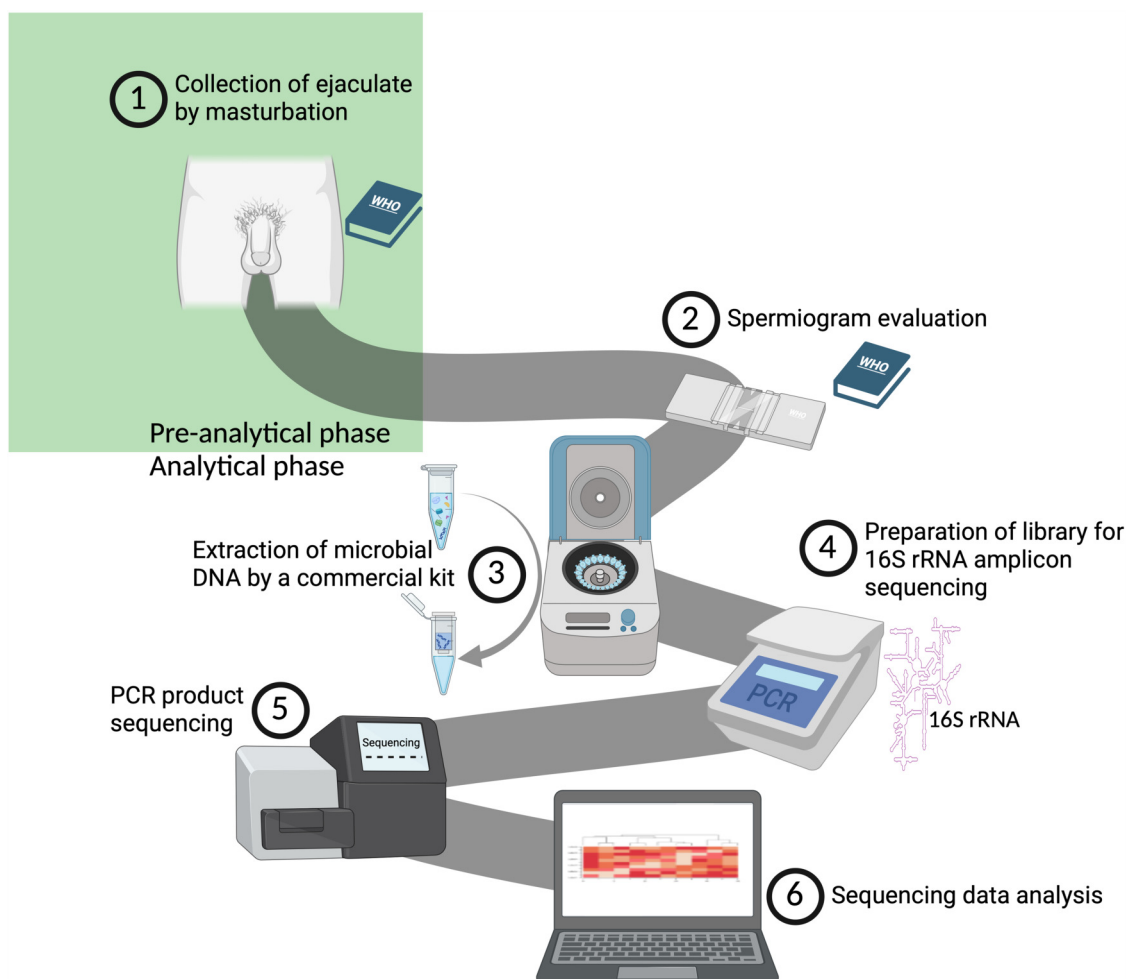 1
Collection of ejaculate
by masturbation
WHO
2
Spermiogram evaluation
WHO
WHO
Pre-analytical phase
Analytical phase
Extraction of microbial
DNA by a commercial kit
3
4
Preparation of library for
16S rRNA amplicon
sequencing
PCR
16S rRNA
PCR product
sequencing
5
Sequencing
6
Sequencing data analysis